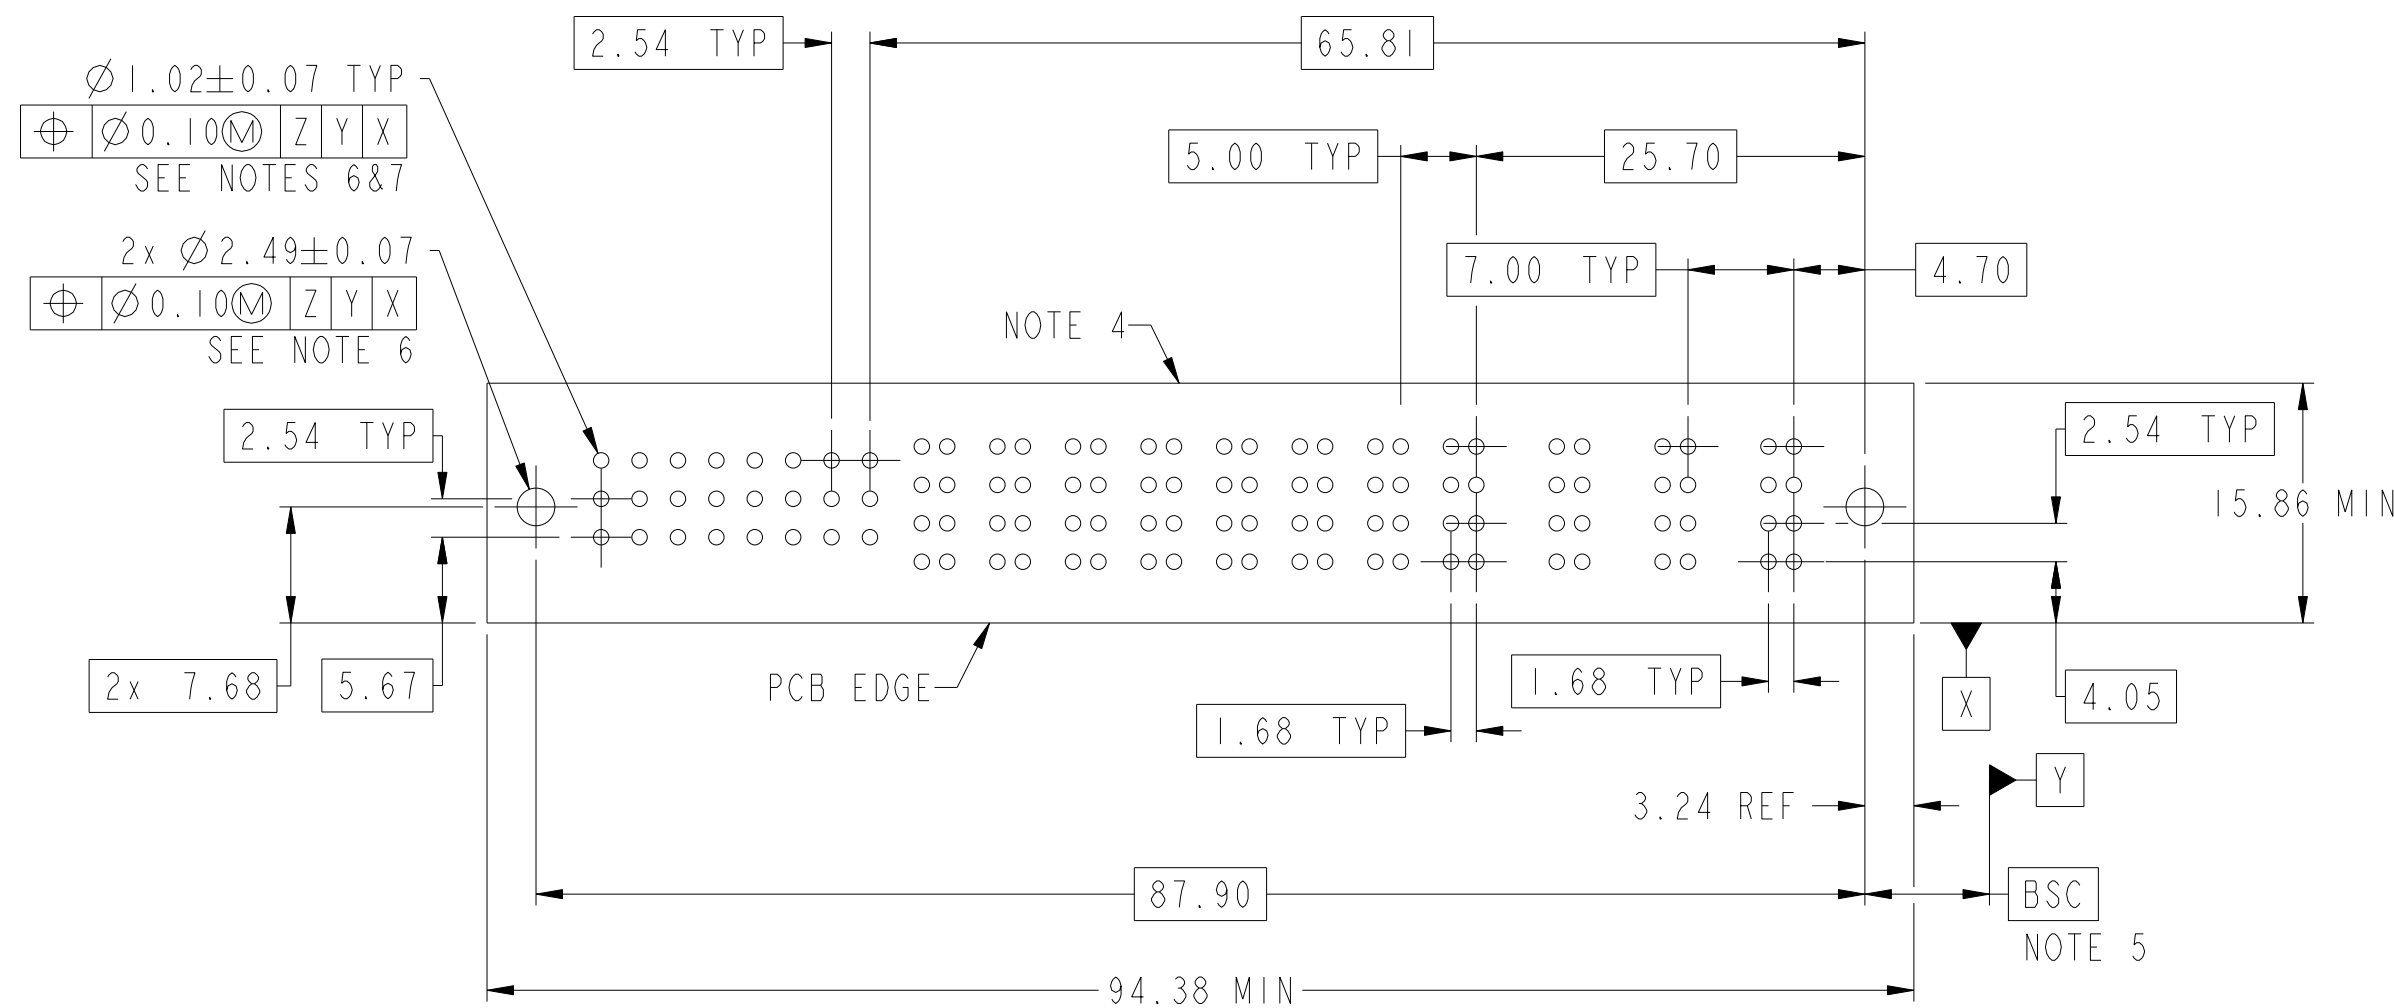 2.54 TYP
65.81
Ø1.02±0.07 TYP
⌖ Ø0.10Ⓜ Z Y X
SEE NOTES 6&7
5.00 TYP
25.70
2x Ø2.49±0.07
⌖ Ø0.10Ⓜ Z Y X
SEE NOTE 6
7.00 TYP
4.70
NOTE 4
2.54 TYP
2.54 TYP
15.86 MIN
2x 7.68
5.67
PCB EDGE
1.68 TYP
1.68 TYP
X
4.05
Y
3.24 REF
87.90
BSC
NOTE 5
94.38 MIN